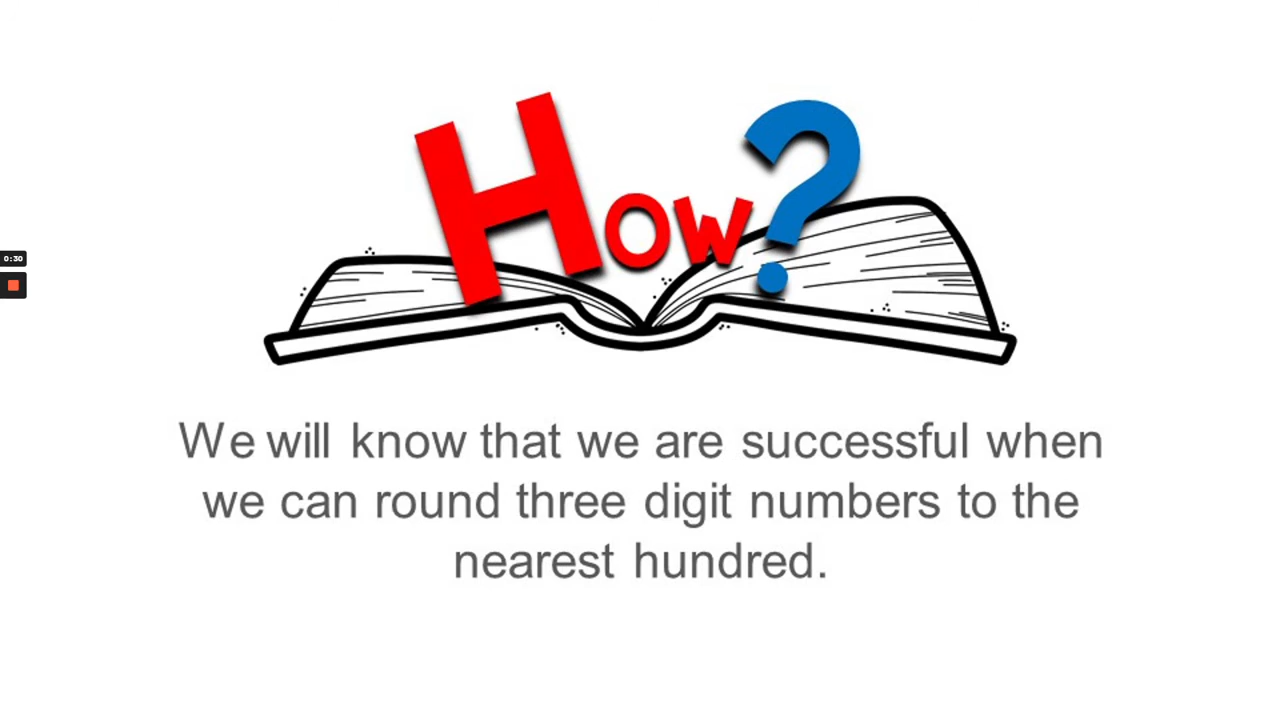 How?
0:30
We will know that we are successful when
we can round three digit numbers to the
nearest hundred.